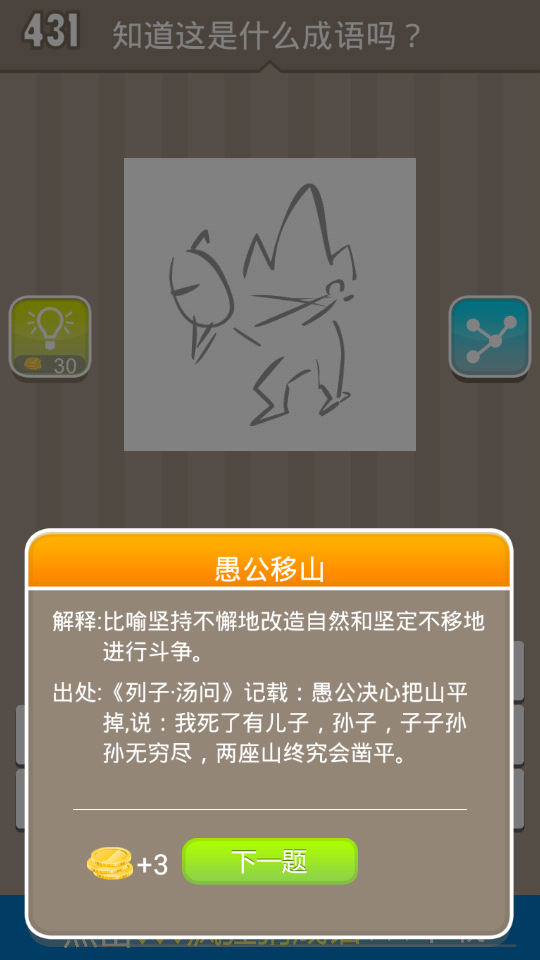 431
知道这是什么成语吗？
30
愚公移山
解释:比喻坚持不懈地改造自然和坚定不移地
进行斗争。
出处:《列子·汤问》记载：愚公决心把山平
掉,说：我死了有儿子，孙子，子子孙
孙无穷尽，两座山终究会凿平。
+3
下一题